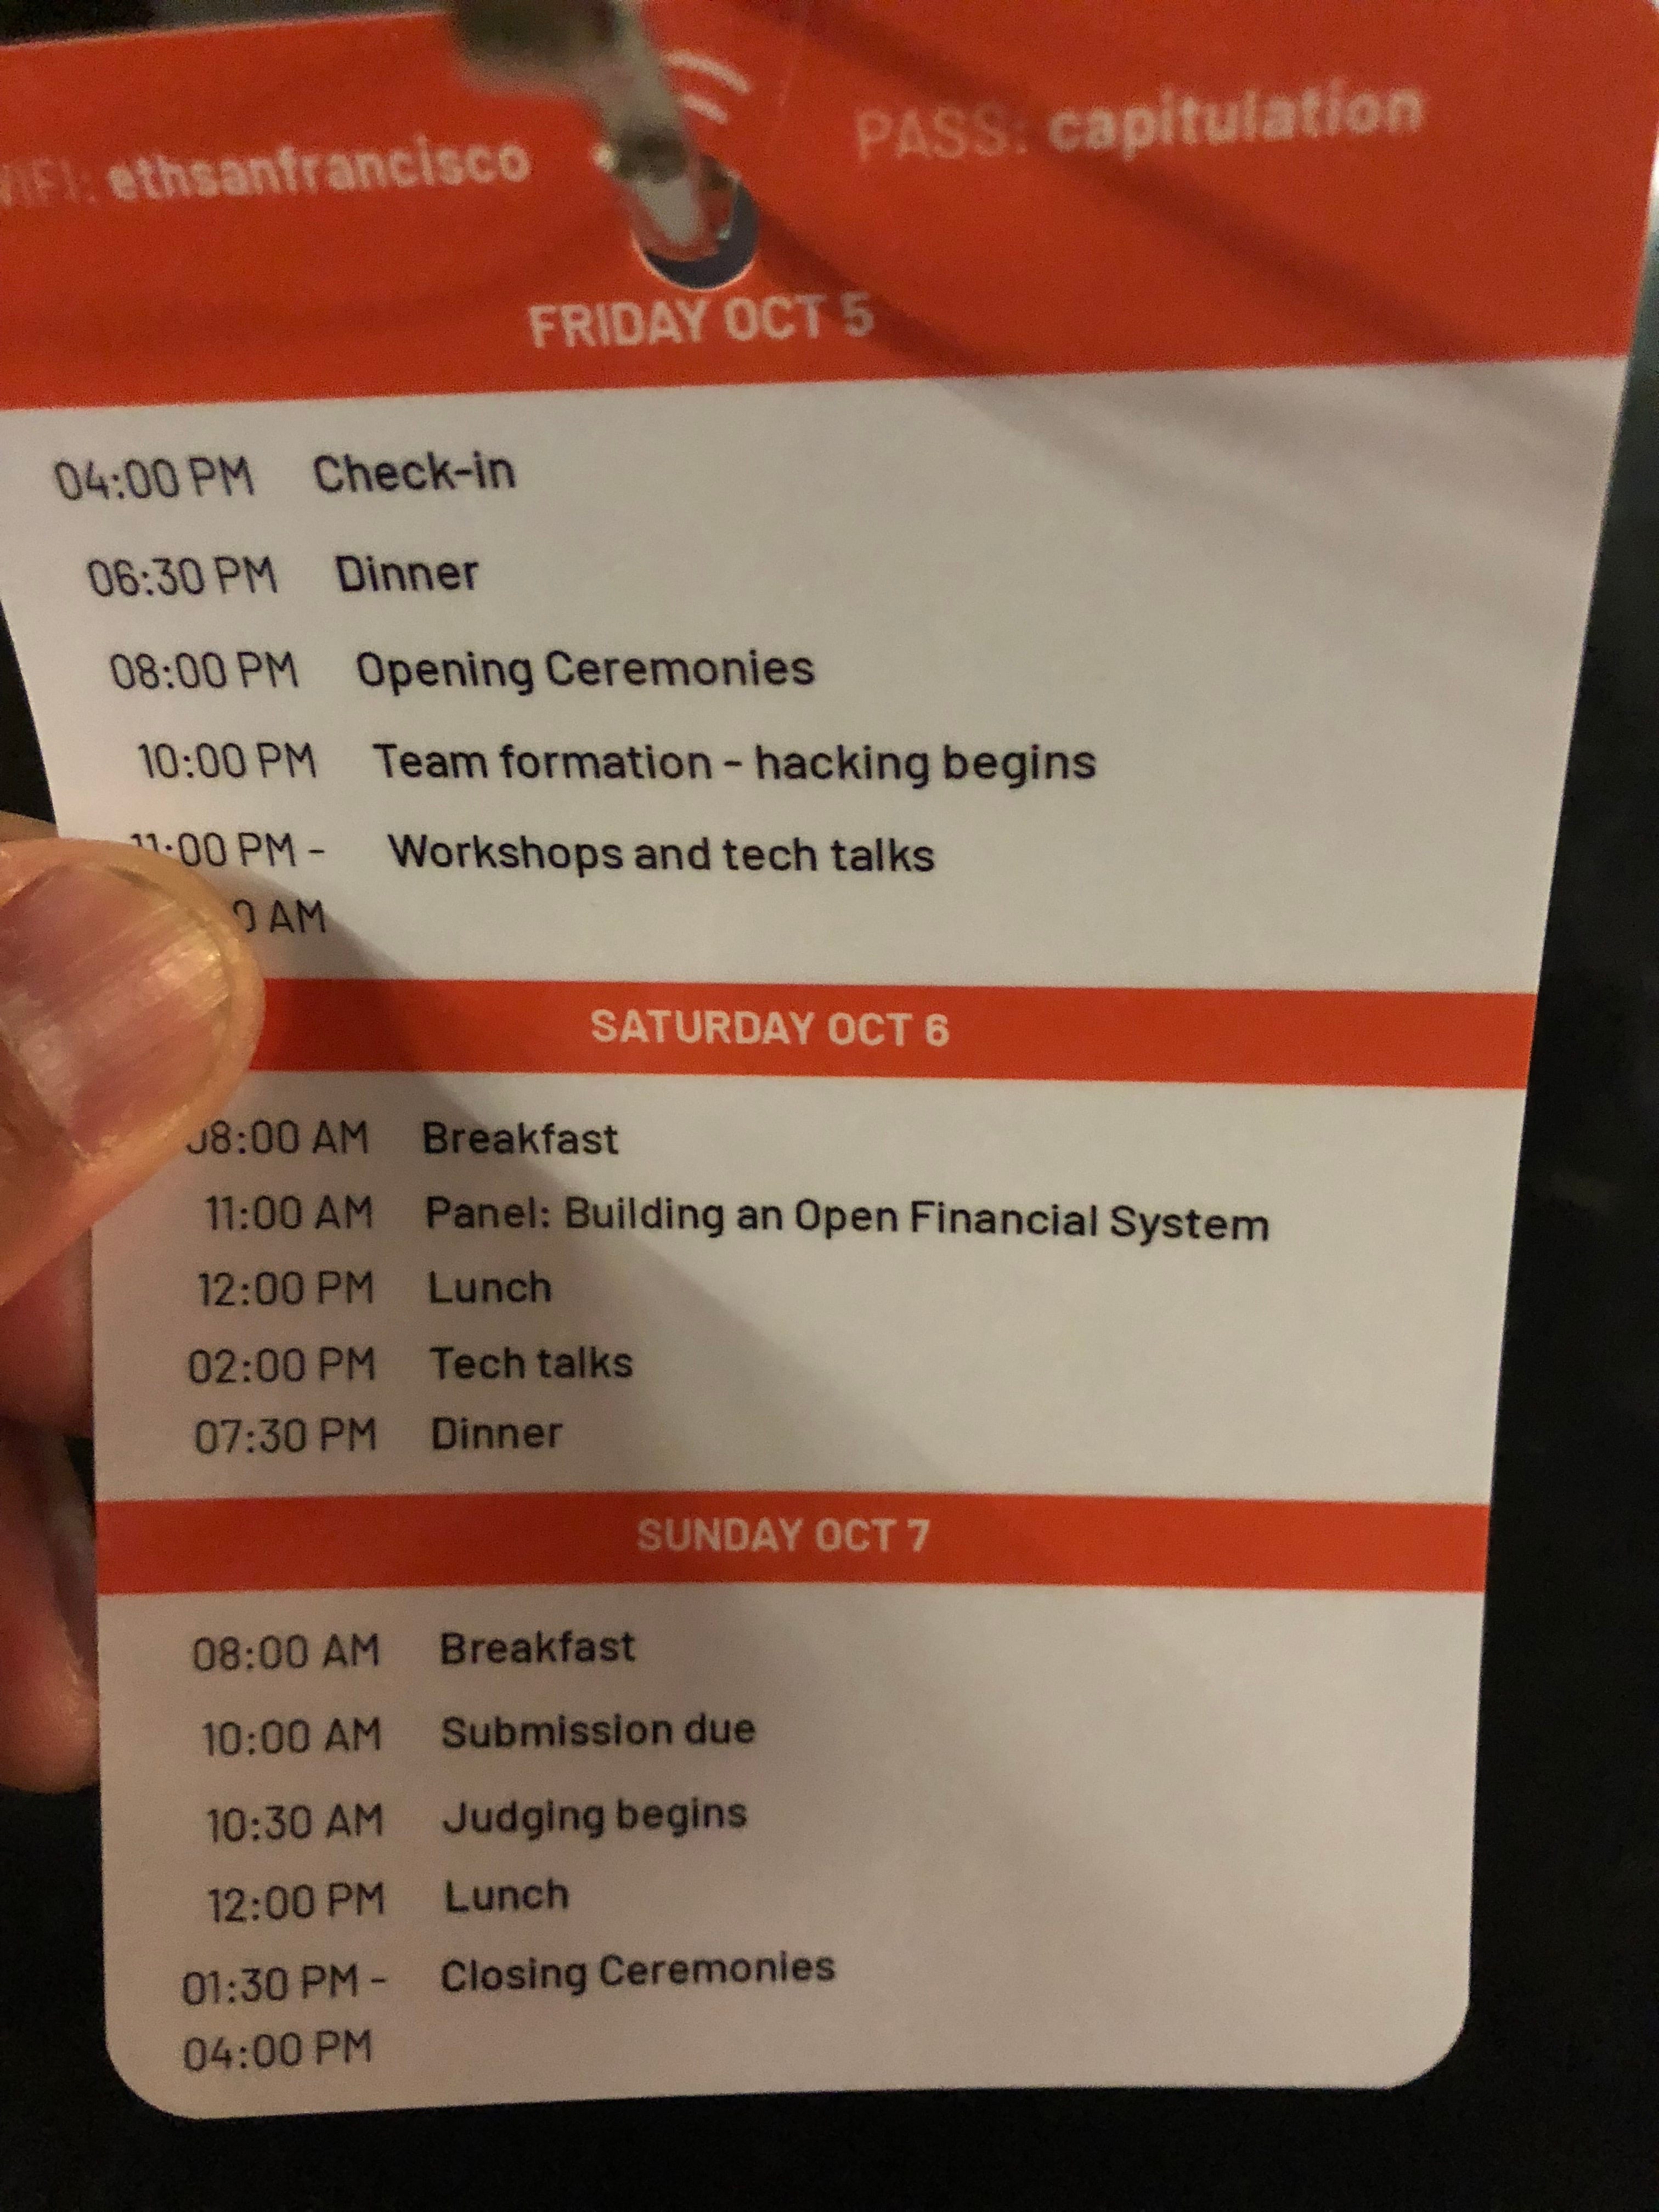 WIFI: ethsanfrancisco PASS: capitulation
FRIDAY OCT 5
04:00 PM Check-in
06:30 PM Dinner
08:00 PM Opening Ceremonies
10:00 PM Team formation - hacking begins
11:00 PM - Workshops and tech talks
AM
SATURDAY OCT 6
08:00 AM Breakfast
11:00 AM Panel: Building an Open Financial System
12:00 PM Lunch
02:00 PM Tech talks
07:30 PM Dinner
SUNDAY OCT 7
08:00 AM Breakfast
10:00 AM Submission due
10:30 AM Judging begins
12:00 PM Lunch
01:30 PM - Closing Ceremonies
04:00 PM